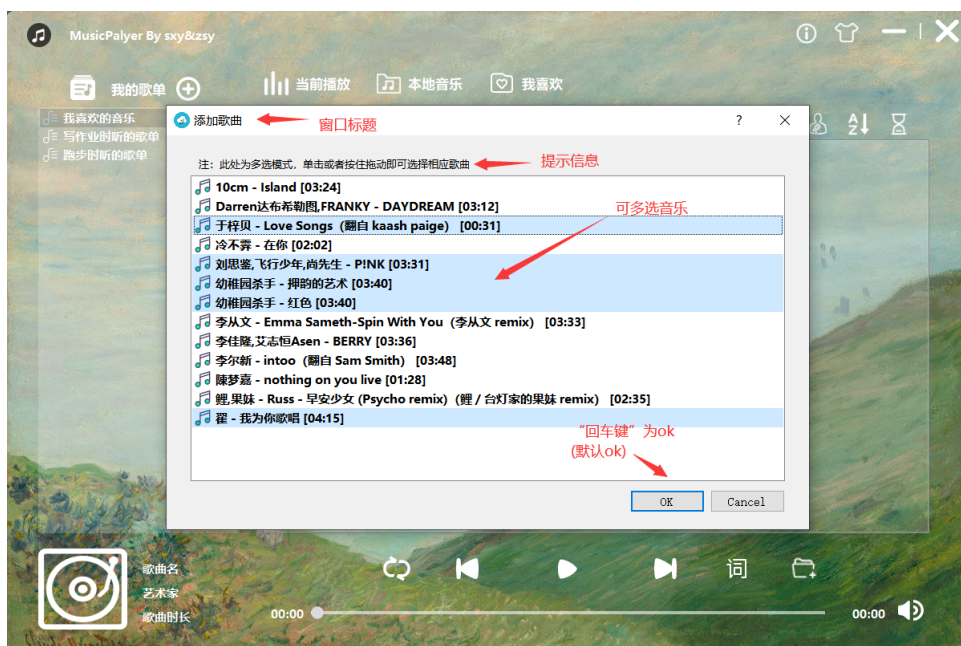 MusicPalyer By sxy&zsy
我的歌单
当前播放
本地音乐
我喜欢
我喜欢的音乐
写作业时听的歌单
跑步时听的歌单
添加歌曲
窗口标题
?
注：此处为多选模式，单击或者按住拖动即可选择相应歌曲
提示信息
10cm - Island [03:24]
Darren达布希勒图,FRANKY - DAYDREAM [03:12]
可多选音乐
于梓贝 - Love Songs（翻自 kaash paige） [00:31]
冷不霁 - 在你 [02:02]
刘思鉴,飞行少年,尚先生 - P!NK [03:31]
幼稚园杀手 - 押韵的艺术 [03:40]
幼稚园杀手 - 红色 [03:40]
李从文 - Emma Sameth-Spin With You（李从文 remix） [03:33]
李佳隆,艾志恒Asen - BERRY [03:36]
李尔新 - intoo（翻自 Sam Smith） [03:48]
陳梦嘉 - nothing on you live [01:28]
鲤,果妹 - Russ - 早安少女 (Psycho remix)（鲤 / 台灯家的果妹 remix） [02:35]
翟 - 我为你歌唱 [04:15]
“回车键”为ok
(默认ok)
OK
Cancel
歌曲名
艺术家
歌曲时长
词
00:00
00:00